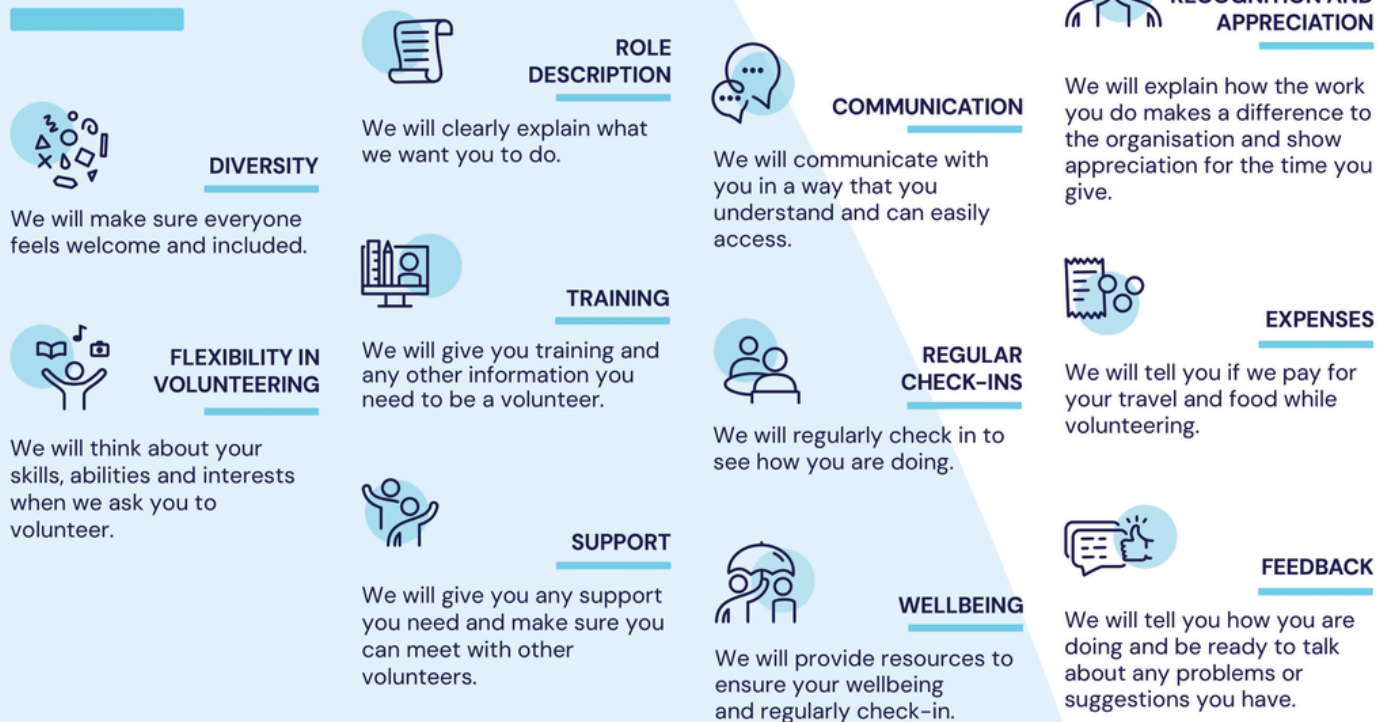 DIVERSITY
We will make sure everyone
feels welcome and included.
FLEXIBILITY IN
VOLUNTEERING
We will think about your
skills, abilities and interests
when we ask you to
volunteer.
ROLE
DESCRIPTION
We will clearly explain what
we want you to do.
TRAINING
We will give you training and
any other information you
need to be a volunteer.
SUPPORT
We will give you any support
you need and make sure you
can meet with other
volunteers.
COMMUNICATION
We will communicate with
you in a way that you
understand and can easily
access.
REGULAR
CHECK-INS
We will regularly check in to
see how you are doing.
WELLBEING
We will provide resources to
ensure your wellbeing
and regularly check-in.
RECOGNITION AND
APPRECIATION
We will explain how the work
you do makes a difference to
the organisation and show
appreciation for the time you
give.
EXPENSES
We will tell you if we pay for
your travel and food while
volunteering.
FEEDBACK
We will tell you how you are
doing and be ready to talk
about any problems or
suggestions you have.